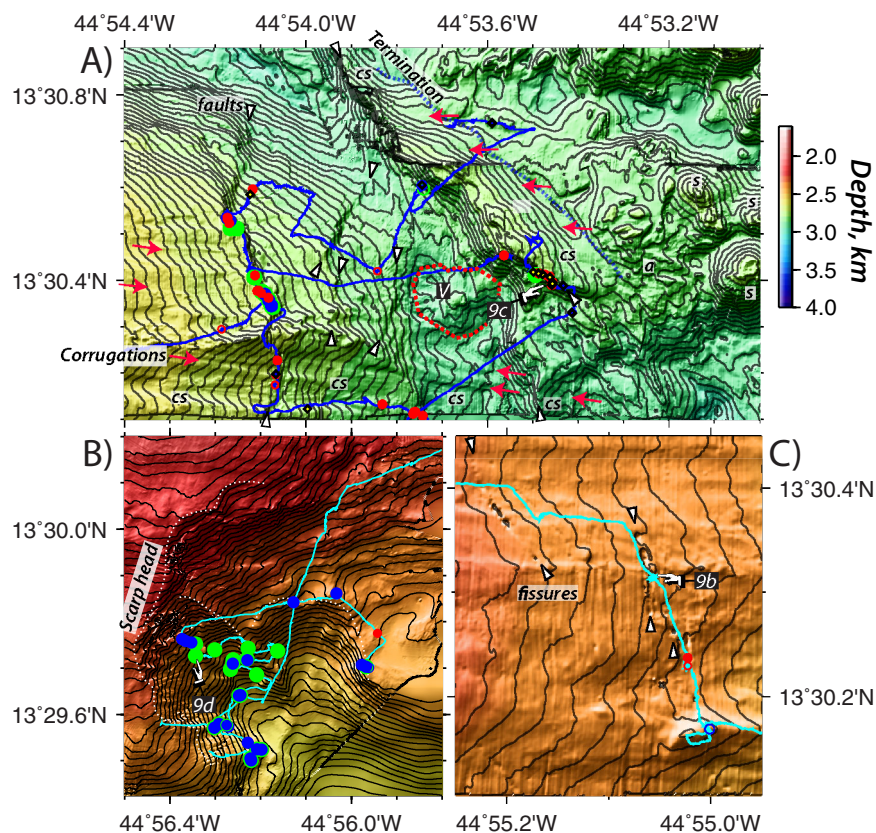 44˚54.4'W 44˚54.0'W 44˚53.6'W 44˚53.2'W
A)
13˚30.8'N
13˚30.4'N
faults
cs
Termination
s
s
a
s
cs
V
9c
Corrugations
cs
cs
cs
cs
cs
2.0
2.5
3.0
3.5
4.0
Depth, km
B)
13˚30.0'N
13˚29.6'N
Scarp head
9d
44˚56.4'W 44˚56.0'W
C)
13˚30.4'N
13˚30.2'N
fissures
9b
44˚55.2'W 44˚55.0'W